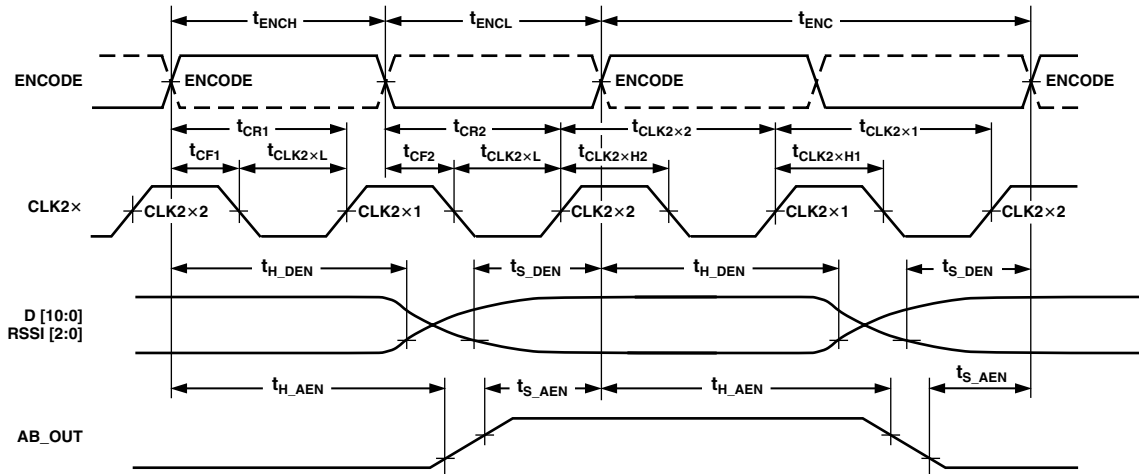 tENCH tENCL tENC
ENCODE ENCODE ENCODE ENCODE
tCR1 tCR2 tCLK2×2 tCLK2×1
tCF1 tCLK2×L tCF2 tCLK2×L tCLK2×H2 tCLK2×H1
CLK2× CLK2×2 CLK2×1 CLK2×2 CLK2×1 CLK2×2
tH_DEN tS_DEN tH_DEN tS_DEN
D [10:0]
RSSI [2:0]
tH_AEN tS_AEN tH_AEN tS_AEN
AB_OUT